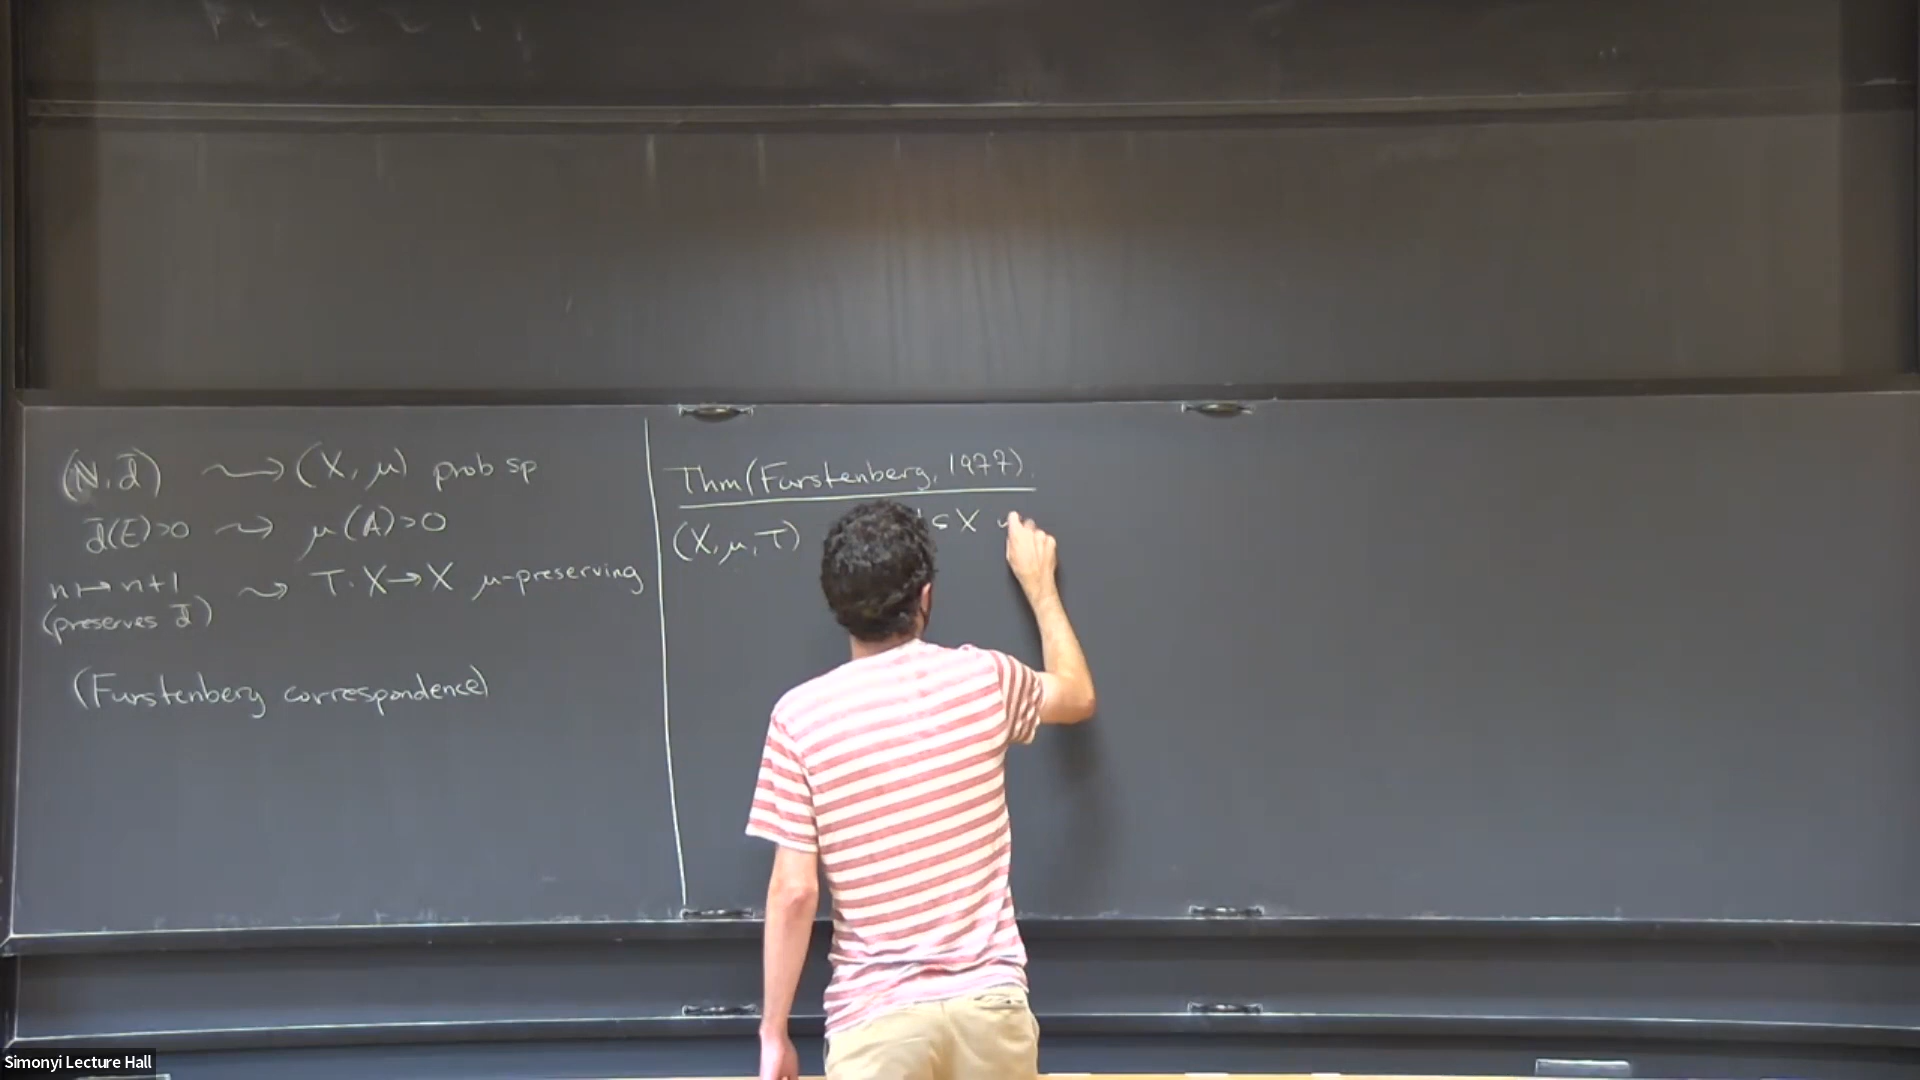 (ℕ, d̄) ⇝ (X, μ) prob sp
d̄(E)>0 ⇝ μ(A)>0
n ↦ n+1 ⇝ T: X→X μ-preserving
(preserves d̄)
(Furstenberg correspondence)
Thm (Furstenberg, 1977).
(X, μ, T) ⊆ X
Simonyi Lecture Hall